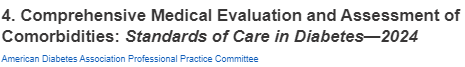 4. Comprehensive Medical Evaluation and Assessment of
Comorbidities: Standards of Care in Diabetes—2024
American Diabetes Association Professional Practice Committee